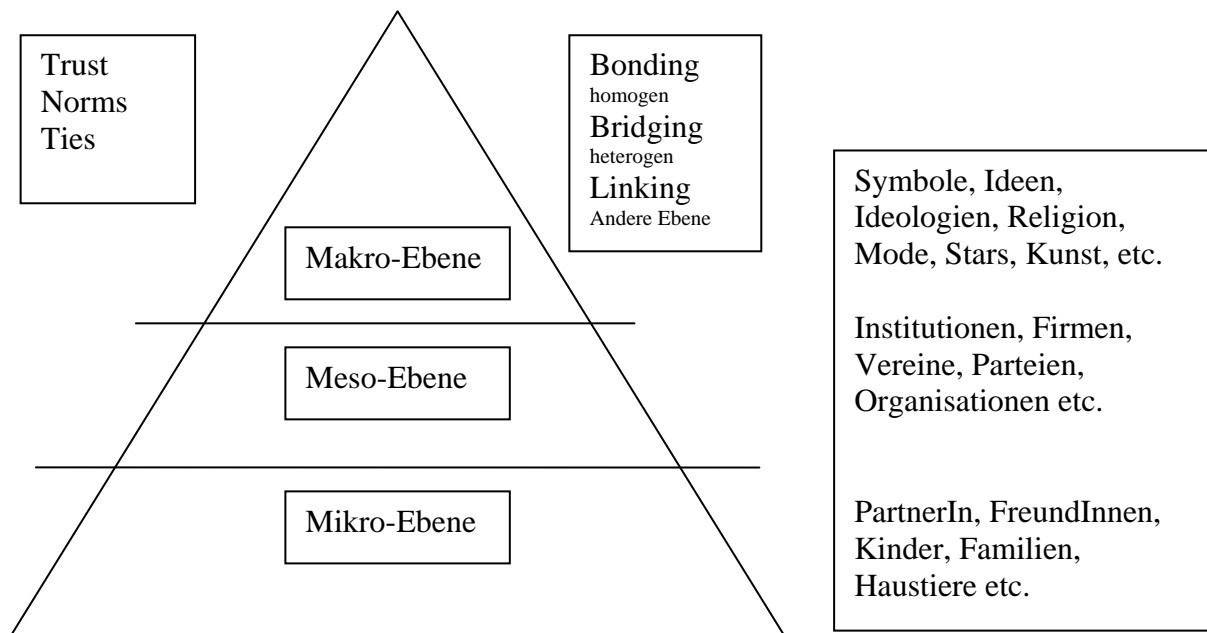 Trust
Norms
Ties
Bonding
homogen
Bridging
heterogen
Linking
Andere Ebene
Makro-Ebene
Meso-Ebene
Mikro-Ebene
Symbole, Ideen,
Ideologien, Religion,
Mode, Stars, Kunst, etc.
Institutionen, Firmen,
Vereine, Parteien,
Organisationen etc.
PartnerIn, FreundInnen,
Kinder, Familien,
Haustiere etc.